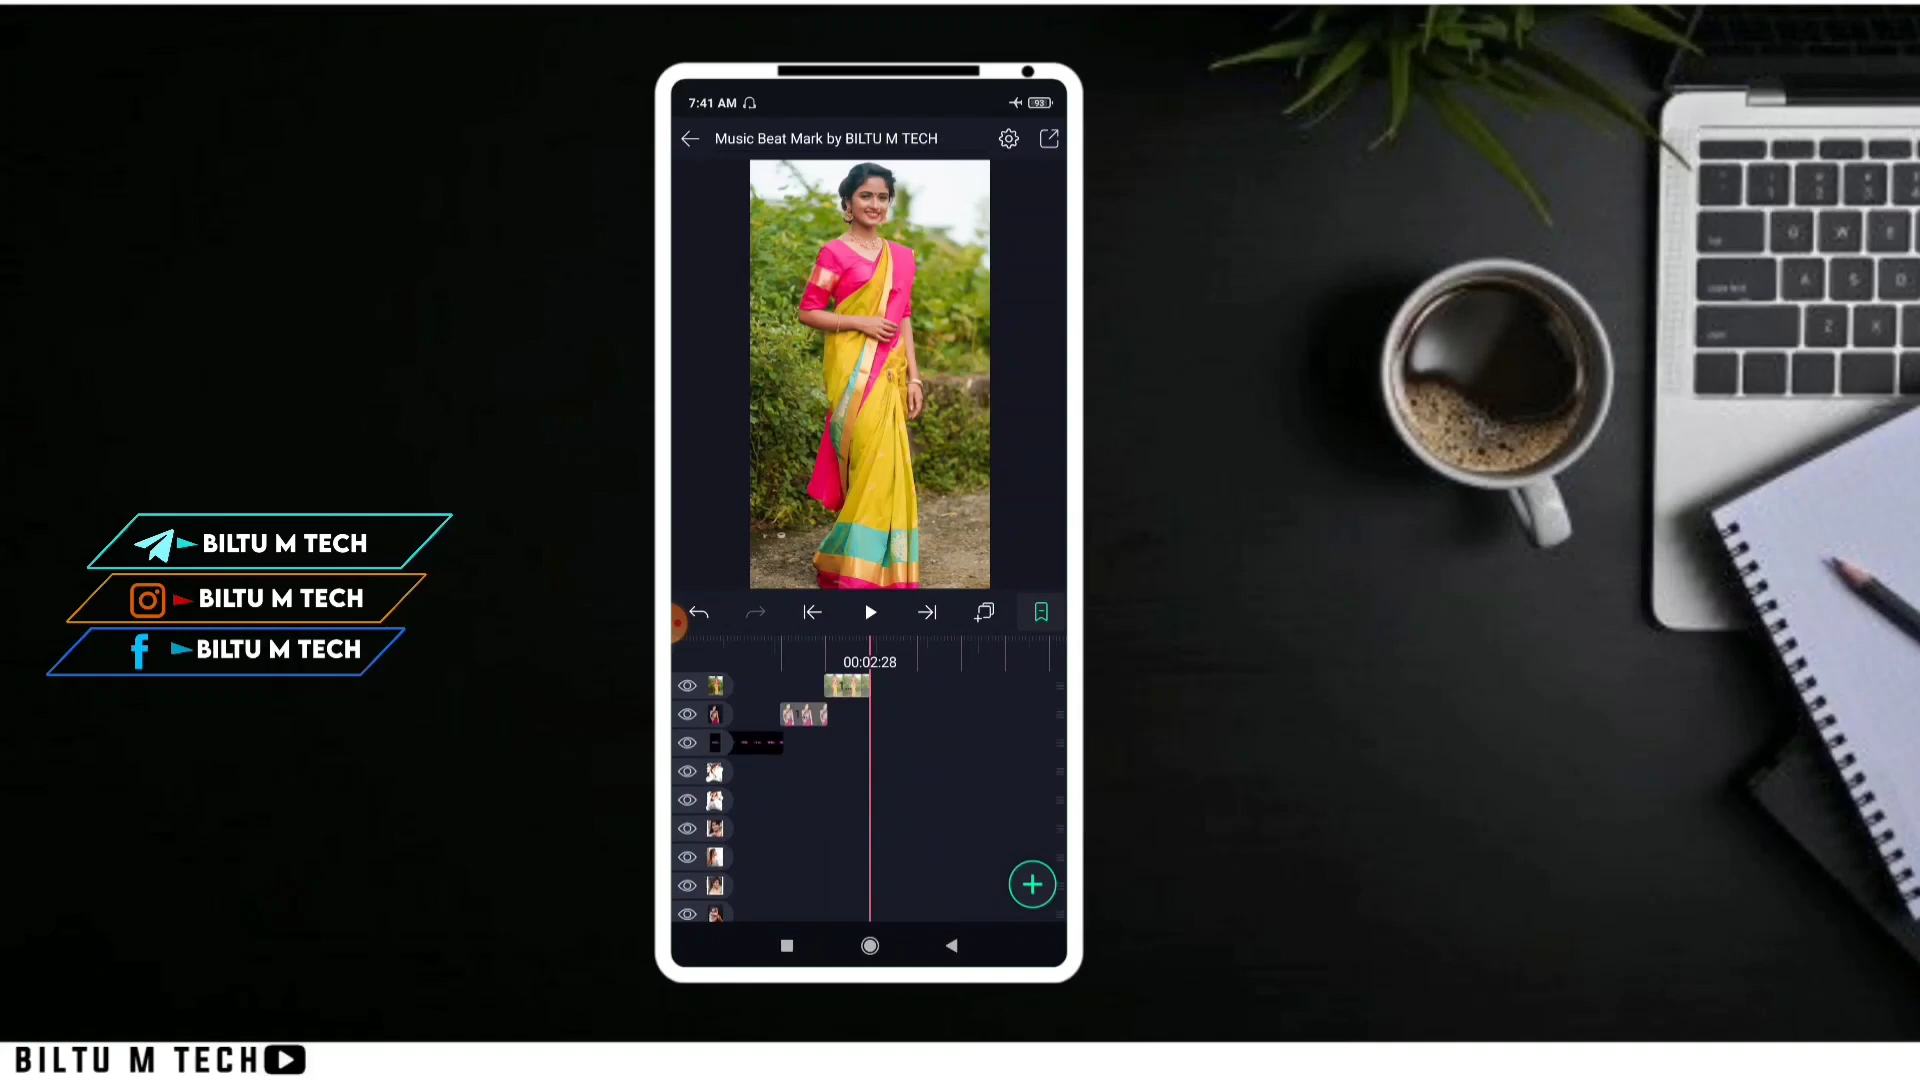 7:41 AM
93
Music Beat Mark by BILTU M TECH
BILTU M TECH
BILTU M TECH
BILTU M TECH
00:02:28
BILTU M TECH